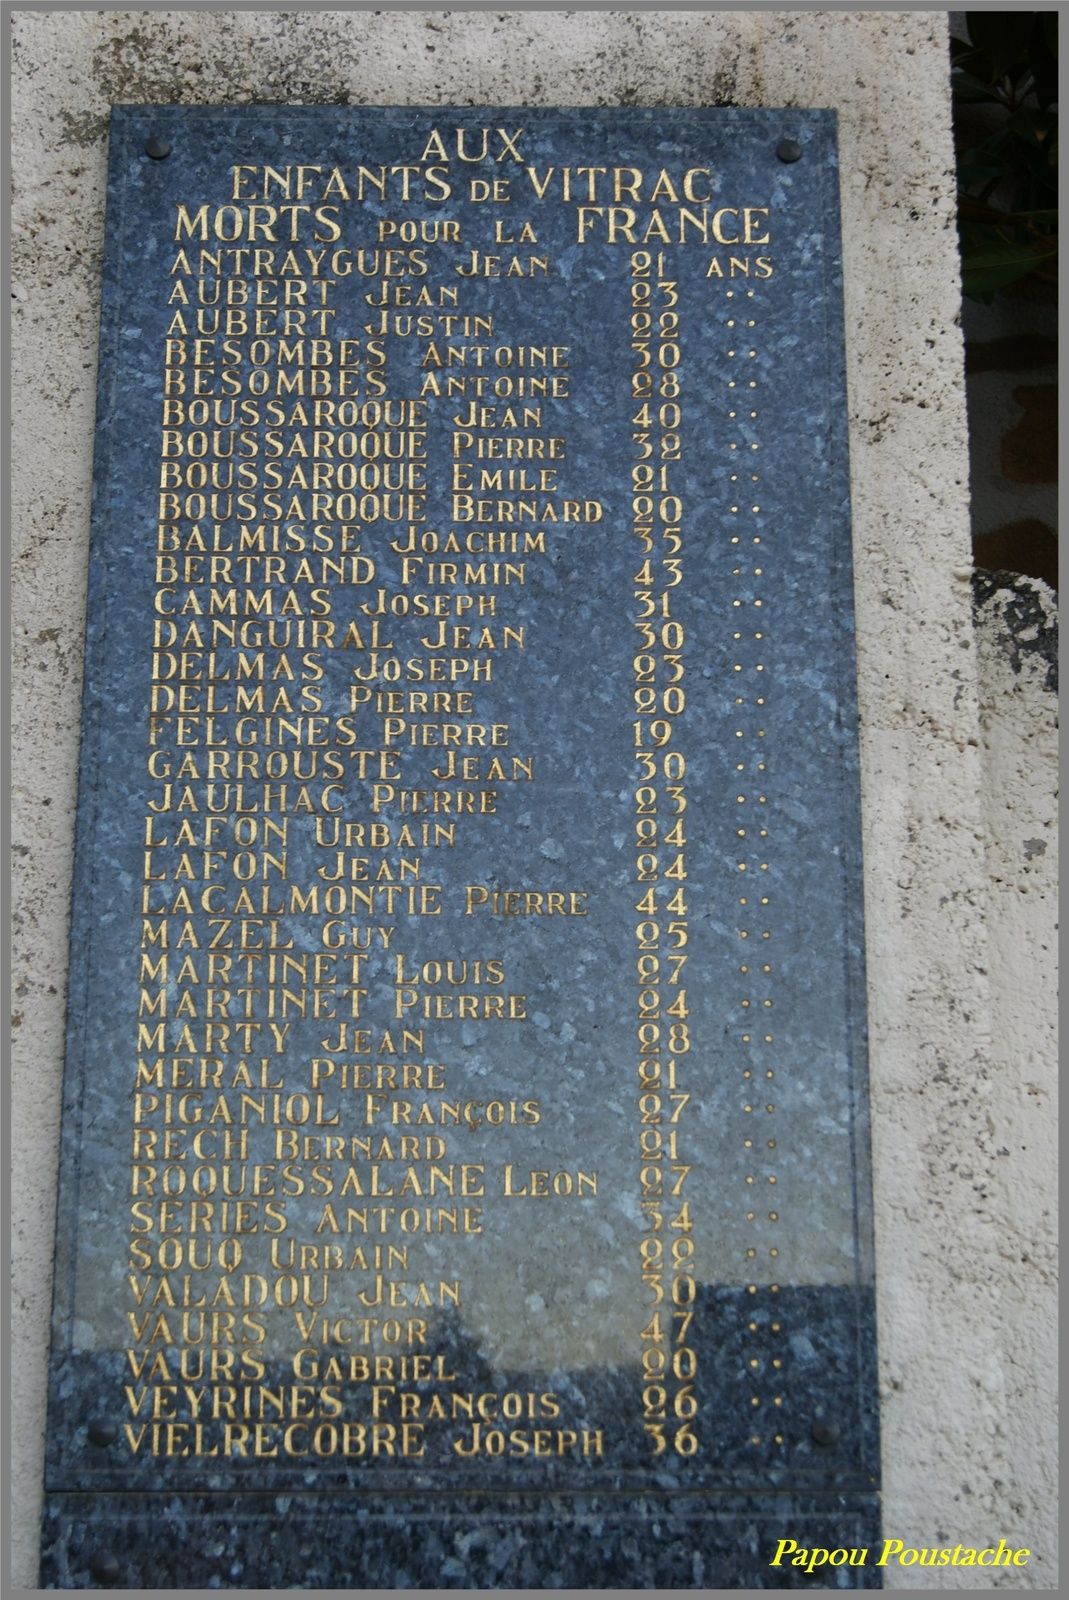 AUX
ENFANTS DE VITRAC
MORTS POUR LA FRANCE
ANTRAYGUES JEAN 21 ANS
AUBERT JEAN 23 ..
AUBERT JUSTIN 22 ..
BESOMBES ANTOINE 30 ..
BESOMBES ANTOINE 28 ..
BOUSSAROQUE JEAN 40 ..
BOUSSAROQUE PIERRE 32 ..
BOUSSAROQUE EMILE 21 ..
BOUSSAROQUE BERNARD 20 ..
BALMISSE JOACHIM 35 ..
BERTRAND FIRMIN 43 ..
CAMMAS JOSEPH 31 ..
DANGUIRAL JEAN 30 ..
DELMAS JOSEPH 23 ..
DELMAS PIERRE 20 ..
FELGINES PIERRE 19 ..
GARROUSTE JEAN 30 ..
JAULHAC PIERRE 23 ..
LAFON URBAIN 24 ..
LAFON JEAN 24 ..
LACALMONTIE PIERRE 44 ..
MAZEL GUY 25 ..
MARTINET LOUIS 27 ..
MARTINET PIERRE 24 ..
MARTY JEAN 28 ..
MERAL PIERRE 21 ..
PIGANIOL FRANÇOIS 27 ..
RECH BERNARD 21 ..
ROQUESSALANE LEON 27 ..
SERIES ANTOINE 34 ..
SOUQ URBAIN 22 ..
VALADOU JEAN 30 ..
VAURS VICTOR 47 ..
VAURS GABRIEL 20 ..
VEYRINES FRANÇOIS 26 ..
VIELRECOBRE JOSEPH 36 ..
Papou Poustache